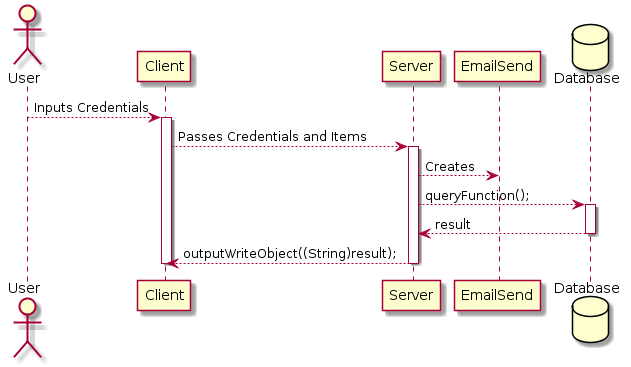 User
Client
Server
EmailSend
Database
Inputs Credentials
Passes Credentials and Items
Creates
queryFunction();
result
outputWriteObject((String)result);
User
Client
Server
EmailSend
Database